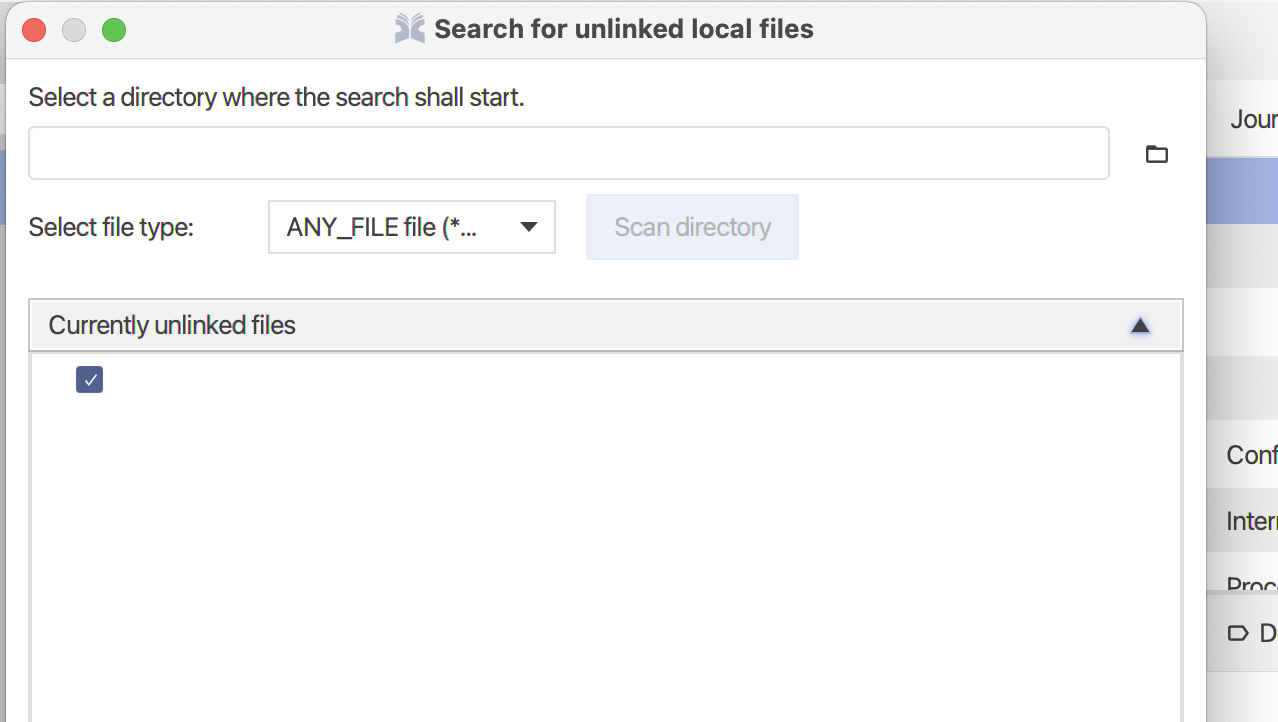 Search for unlinked local files
Select a directory where the search shall start.
Jour
Select file type:
ANY_FILE file (*...
Scan directory
Currently unlinked files
Conf
Inter
Proc
D